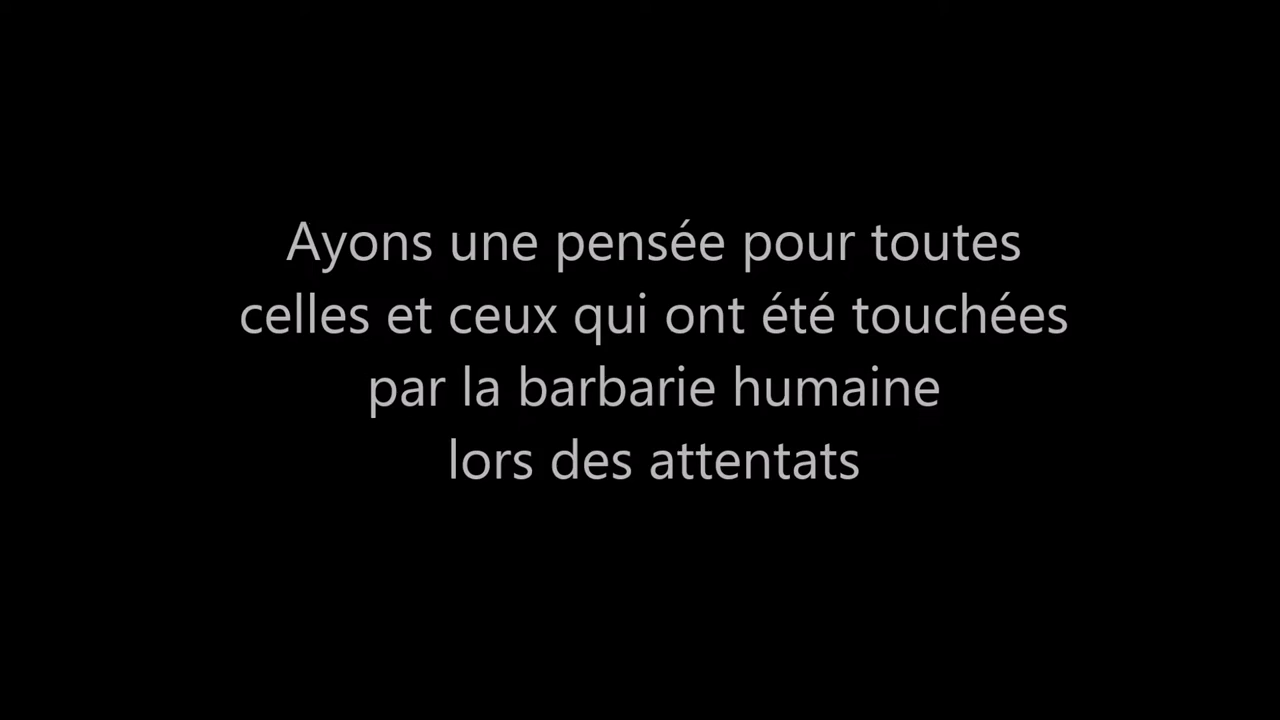 Ayons une pensée pour toutes
celles et ceux qui ont été touchées
par la barbarie humaine
lors des attentats